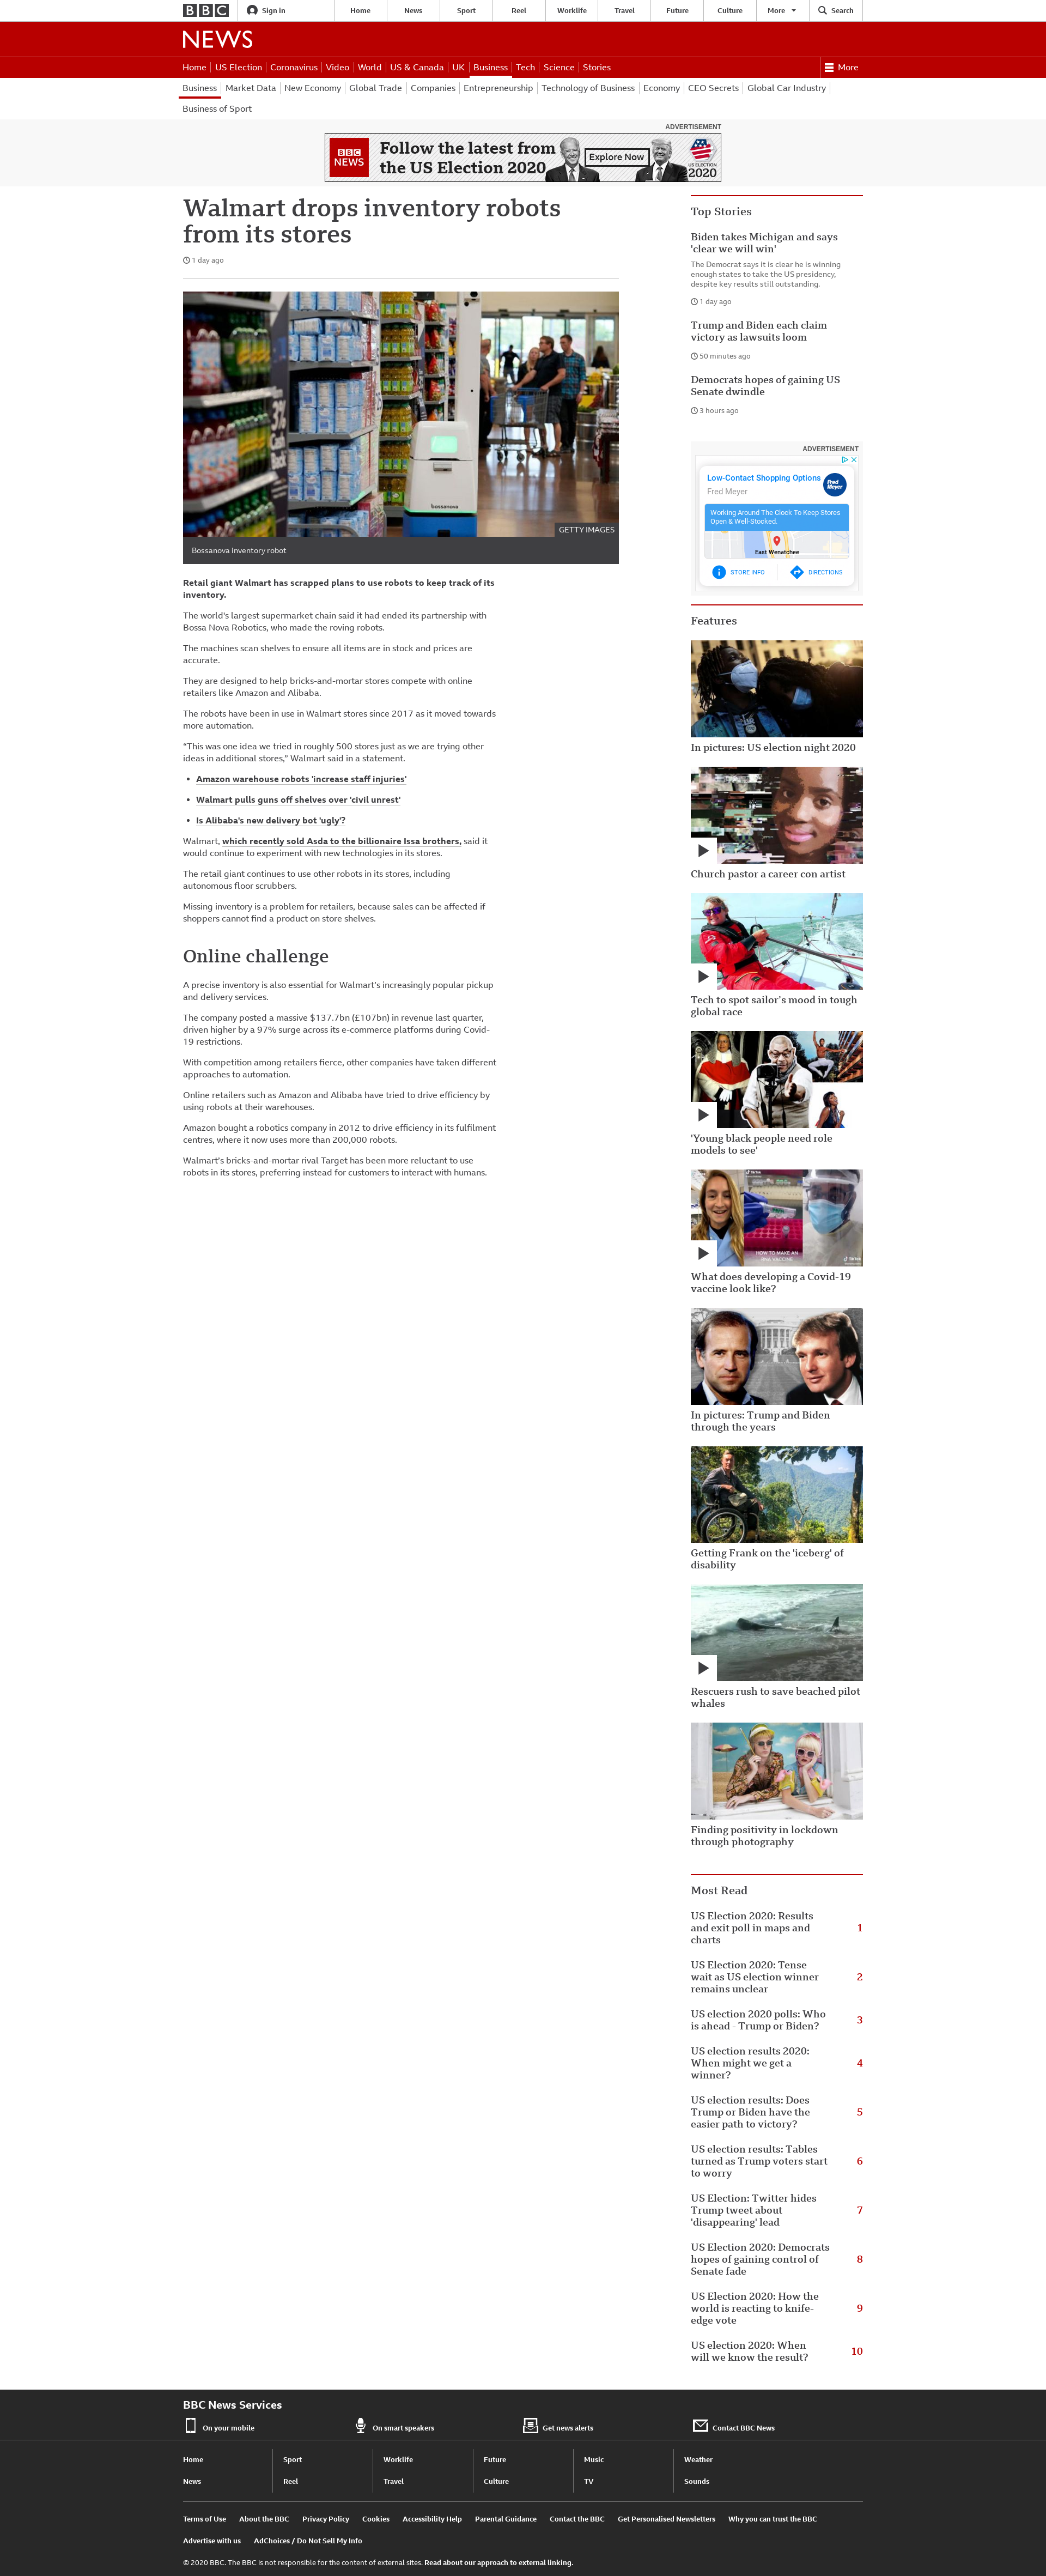 BBC
Sign in
Home
News
Sport
Reel
Worklife
Travel
Future
Culture
More
Search
NEWS
Home
US Election
Coronavirus
Video
World
US & Canada
UK
Business
Tech
Science
Stories
More
Business
Market Data
New Economy
Global Trade
Companies
Entrepreneurship
Technology of Business
Economy
CEO Secrets
Global Car Industry
Business of Sport
ADVERTISEMENT
BBC
NEWS
Follow the latest from
the US Election 2020
Explore Now
US ELECTION
2020
Walmart drops inventory robots
from its stores
1 day ago
bossanova
GETTY IMAGES
Bossanova inventory robot
Retail giant Walmart has scrapped plans to use robots to keep track of its
inventory.
The world's largest supermarket chain said it had ended its partnership with
Bossa Nova Robotics, who made the roving robots.
The machines scan shelves to ensure all items are in stock and prices are
accurate.
They are designed to help bricks-and-mortar stores compete with online
retailers like Amazon and Alibaba.
The robots have been in use in Walmart stores since 2017 as it moved towards
more automation.
"This was one idea we tried in roughly 500 stores just as we are trying other
ideas in additional stores," Walmart said in a statement.
Amazon warehouse robots 'increase staff injuries'
Walmart pulls guns off shelves over 'civil unrest'
Is Alibaba's new delivery bot 'ugly'?
Walmart, which recently sold Asda to the billionaire Issa brothers, said it
would continue to experiment with new technologies in its stores.
The retail giant continues to use other robots in its stores, including
autonomous floor scrubbers.
Missing inventory is a problem for retailers, because sales can be affected if
shoppers cannot find a product on store shelves.
Online challenge
A precise inventory is also essential for Walmart's increasingly popular pickup
and delivery services.
The company posted a massive $137.7bn (£107bn) in revenue last quarter,
driven higher by a 97% surge across its e-commerce platforms during Covid-
19 restrictions.
With competition among retailers fierce, other companies have taken different
approaches to automation.
Online retailers such as Amazon and Alibaba have tried to drive efficiency by
using robots at their warehouses.
Amazon bought a robotics company in 2012 to drive efficiency in its fulfilment
centres, where it now uses more than 200,000 robots.
Walmart's bricks-and-mortar rival Target has been more reluctant to use
robots in its stores, preferring instead for customers to interact with humans.
Top Stories
Biden takes Michigan and says
'clear we will win'
The Democrat says it is clear he is winning
enough states to take the US presidency,
despite key results still outstanding.
1 day ago
Trump and Biden each claim
victory as lawsuits loom
50 minutes ago
Democrats hopes of gaining US
Senate dwindle
3 hours ago
ADVERTISEMENT
Low-Contact Shopping Options
Fred Meyer
Fred Meyer
Working Around The Clock To Keep Stores
Open & Well-Stocked.
East Wenatchee
STORE INFO
DIRECTIONS
Features
In pictures: US election night 2020
Church pastor a career con artist
Tech to spot sailor's mood in tough
global race
'Young black people need role
models to see'
TikTok
HOW TO MAKE AN
RNA VACCINE
TikTok
What does developing a Covid-19
vaccine look like?
In pictures: Trump and Biden
through the years
Getting Frank on the 'iceberg' of
disability
Rescuers rush to save beached pilot
whales
Finding positivity in lockdown
through photography
Most Read
US Election 2020: Results
and exit poll in maps and
charts
1
US Election 2020: Tense
wait as US election winner
remains unclear
2
US election 2020 polls: Who
is ahead - Trump or Biden?
3
US election results 2020:
When might we get a
winner?
4
US election results: Does
Trump or Biden have the
easier path to victory?
5
US election results: Tables
turned as Trump voters start
to worry
6
US Election: Twitter hides
Trump tweet about
'disappearing' lead
7
US Election 2020: Democrats
hopes of gaining control of
Senate fade
8
US Election 2020: How the
world is reacting to knife-
edge vote
9
US election 2020: When
will we know the result?
10
BBC News Services
On your mobile
On smart speakers
Get news alerts
Contact BBC News
Home
Sport
Worklife
Future
Music
Weather
News
Reel
Travel
Culture
TV
Sounds
Terms of Use
About the BBC
Privacy Policy
Cookies
Accessibility Help
Parental Guidance
Contact the BBC
Get Personalised Newsletters
Why you can trust the BBC
Advertise with us
AdChoices / Do Not Sell My Info
© 2020 BBC. The BBC is not responsible for the content of external sites. Read about our approach to external linking.